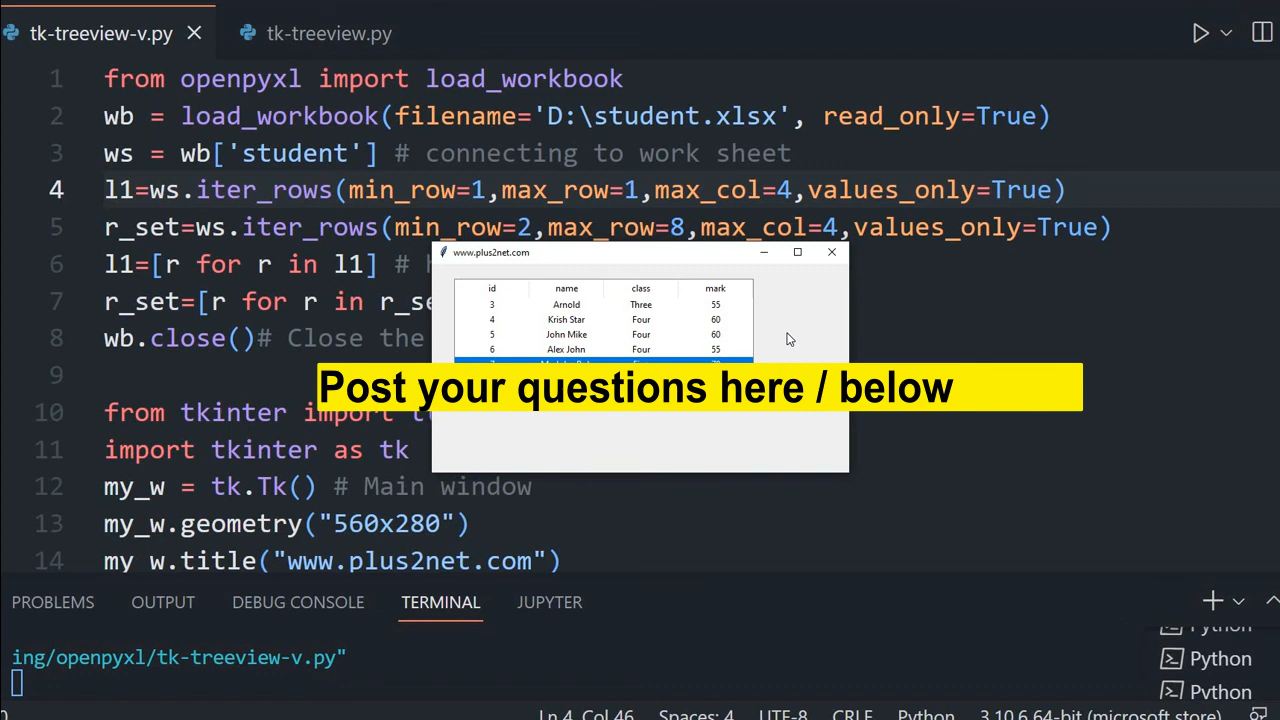 tk-treeview-v.py
tk-treeview.py
1 from openpyxl import load_workbook
2 wb = load_workbook(filename='D:\student.xlsx', read_only=True)
3 ws = wb['student'] # connecting to work sheet
4 l1=ws.iter_rows(min_row=1,max_row=1,max_col=4,values_only=True)
5 r_set=ws.iter_rows(min_row=2,max_row=8,max_col=4,values_only=True)
6 l1=[r for r in l1] #
7 r_set=[r for r in
8 wb.close()# Close the
9
10 from tkinter import
11 import tkinter as tk
12 my_w = tk.Tk() # Main window
13 my_w.geometry("560x280")
14 my_w.title("www.plus2net.com")
www.plus2net.com
id name class mark
3 Arnold Three 55
4 Krish Star Four 60
5 John Mike Four 60
6 Alex John Four 55
Post your questions here / below
PROBLEMS OUTPUT DEBUG CONSOLE TERMINAL JUPYTER
ing/openpyxl/tk-treeview-v.py"
Python
Python
Python
Ln 4, Col 46 Spaces: 4 UTF-8 CRLF Python 3.10.6 64-bit (microsoft store)